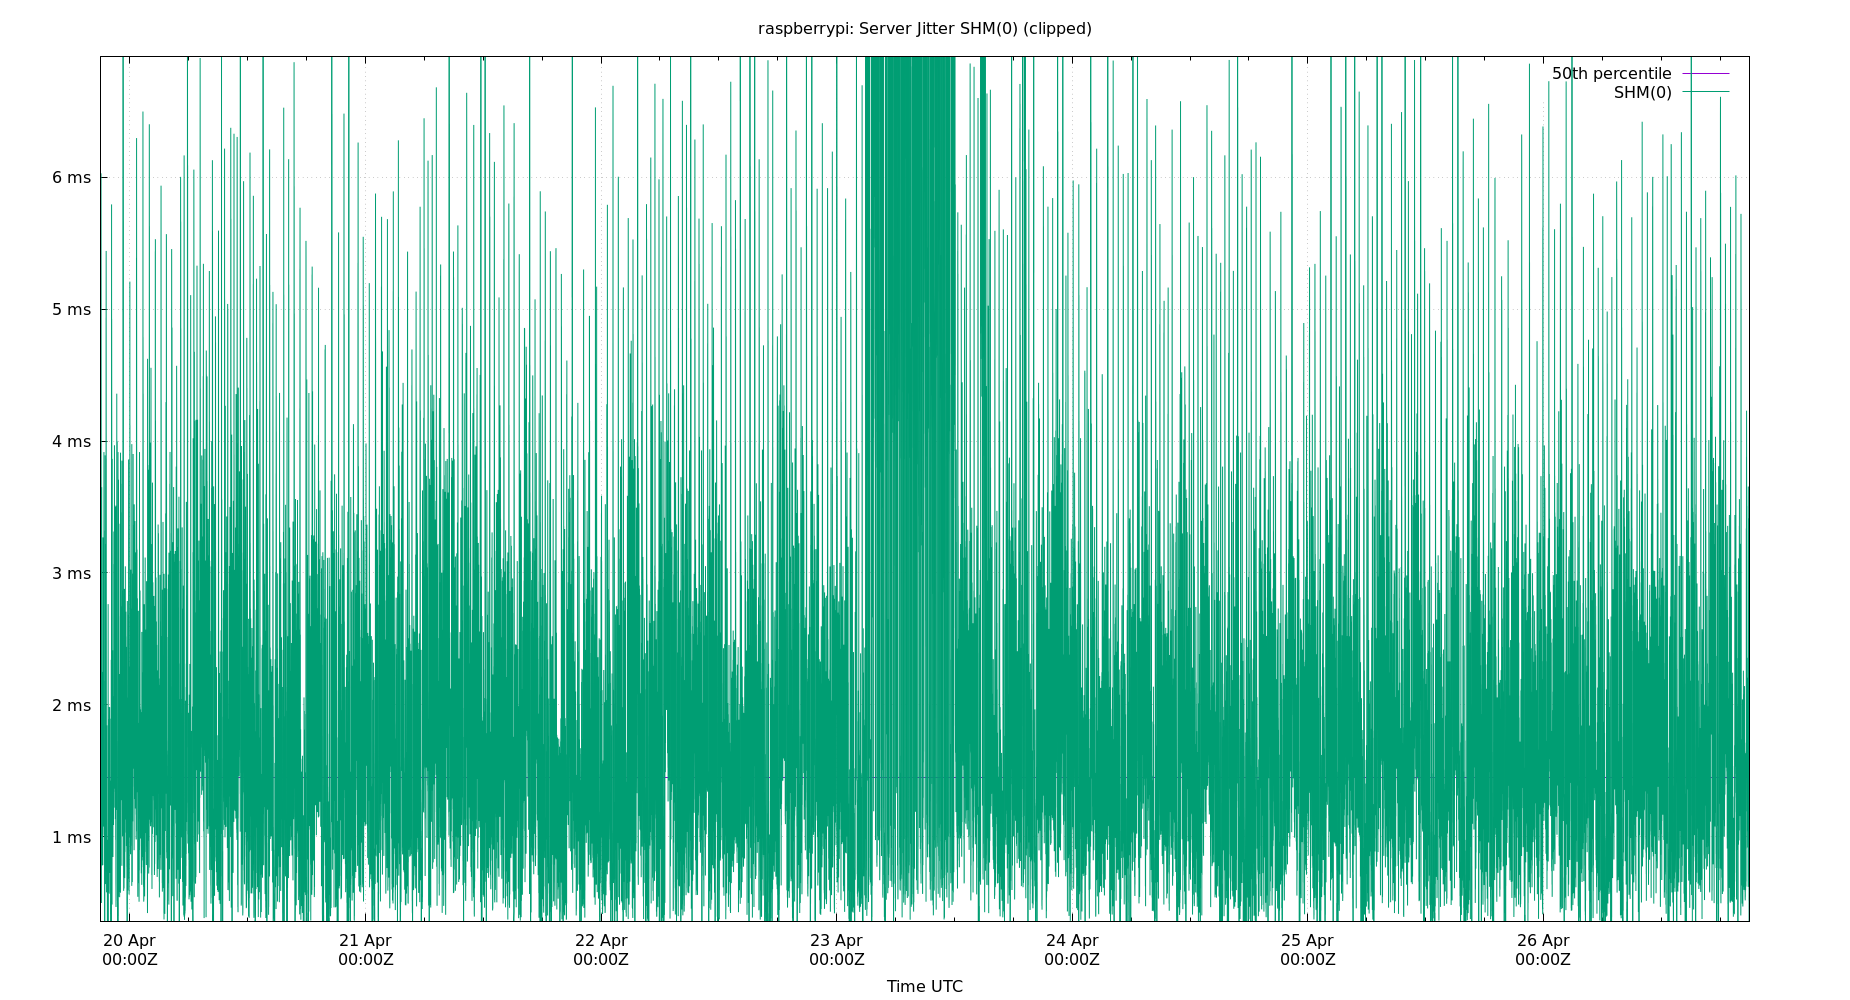 raspberrypi: Server Jitter SHM(0) (clipped)
50th percentile
SHM(0)
6 ms
5 ms
4 ms
3 ms
2 ms
1 ms
20 Apr 21 Apr 22 Apr 23 Apr 24 Apr 25 Apr 26 Apr
00:00Z 00:00Z 00:00Z 00:00Z 00:00Z 00:00Z 00:00Z
Time UTC